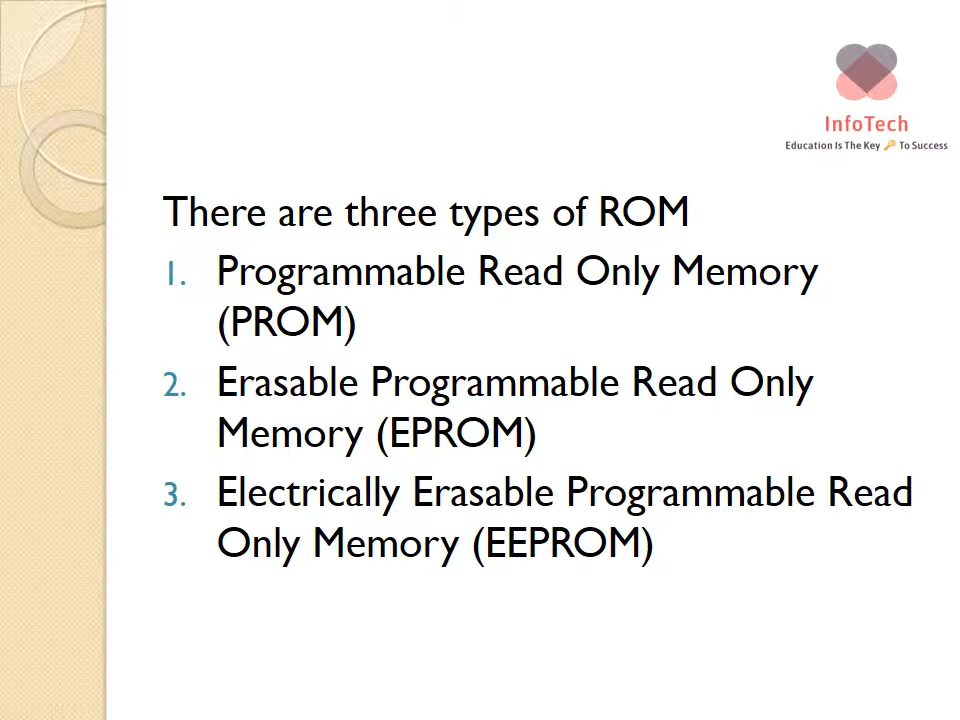 InfoTech
Education Is The Key 🔑 To Success
There are three types of ROM
1. Programmable Read Only Memory
(PROM)
2. Erasable Programmable Read Only
Memory (EPROM)
3. Electrically Erasable Programmable Read
Only Memory (EEPROM)